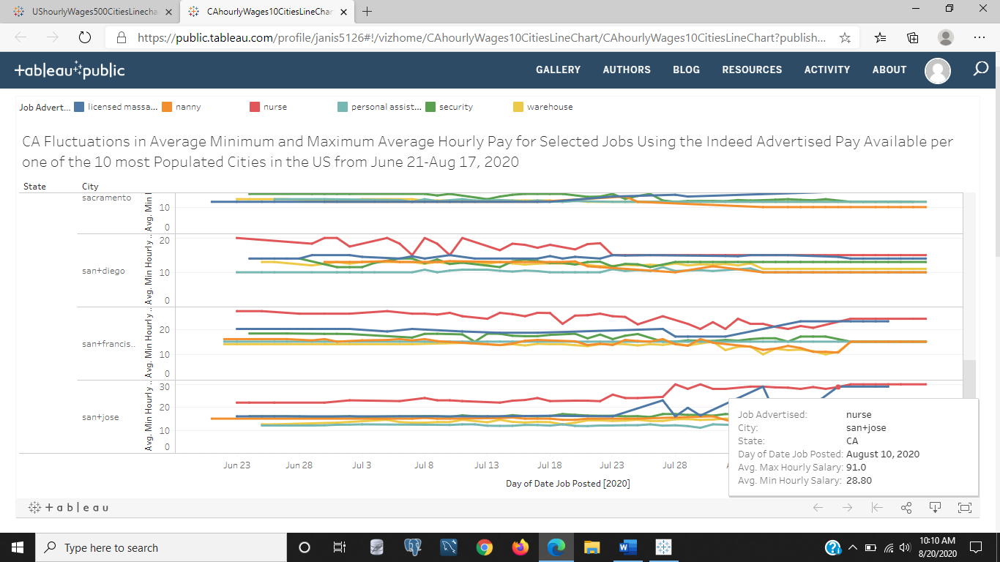 UShourlyWages500CitiesLinecha
CAhourlyWages10CitiesLineChar
https://public.tableau.com/profile/janis5126#!/vizhome/CAhourlyWages10CitiesLineChart/CAhourlyWages10CitiesLineChart?publish...
+ableau+public
GALLERY AUTHORS BLOG RESOURCES ACTIVITY ABOUT
Job Advert... licensed massa... nanny nurse personal assist... security warehouse
CA Fluctuations in Average Minimum and Maximum Average Hourly Pay for Selected Jobs Using the Indeed Advertised Pay Available per
one of the 10 most Populated Cities in the US from June 21-Aug 17, 2020
State City
sacramento
Avg. Min
10
0
san+diego
Avg. Min Hourly ..
20
10
0
san+francis..
Avg. Min Hourly ..
20
10
0
san+jose
Avg. Min Hourly ..
30
20
10
0
Jun 23 Jun 28 Jul 3 Jul 8 Jul 13 Jul 18 Jul 23 Jul 28
Day of Date Job Posted [2020]
Job Advertised: nurse
City: san+jose
State: CA
Day of Date Job Posted: August 10, 2020
Avg. Max Hourly Salary: 91.0
Avg. Min Hourly Salary: 28.80
+ableau
Type here to search
10:10 AM
8/20/2020